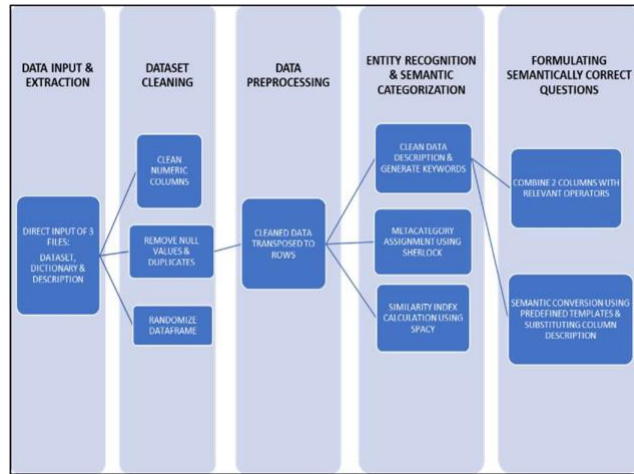 DATA INPUT &
EXTRACTION
DATASET
CLEANING
DATA
PREPROCESSING
ENTITY RECOGNITION
& SEMANTIC
CATEGORIZATION
FORMULATING
SEMANTICALLY CORRECT
QUESTIONS
DIRECT INPUT OF 3
FILES:
DATASET,
DICTIONARY &
DESCRIPTION
CLEAN
NUMERIC
COLUMNS
REMOVE NULL
VALUES &
DUPLICATES
RANDOMIZE
DATAFRAME
CLEANED DATA
TRANSPOSED TO
ROWS
CLEAN DATA
DESCRIPTION &
GENERATE KEYWORDS
METACATEGORY
ASSIGNMENT USING
SHERLOCK
SIMILARITY INDEX
CALCULATION USING
SPACY
COMBINE 2 COLUMNS WITH
RELEVANT OPERATORS
SEMANTIC CONVERSION USING
PREDEFINED TEMPLATES &
SUBSTITUTING COLUMN
DESCRIPTION